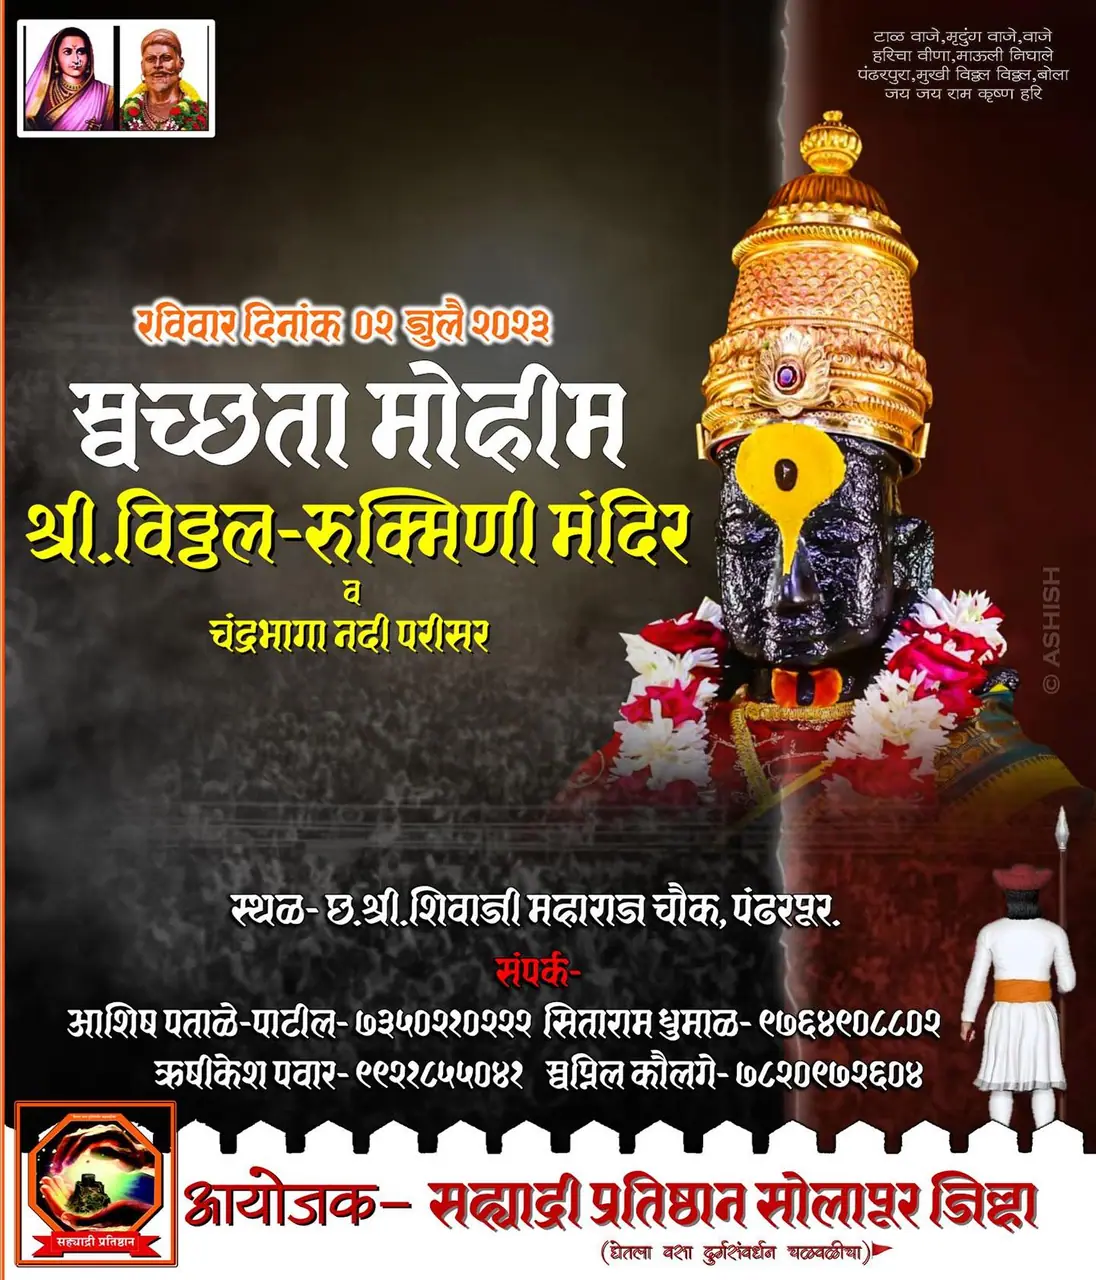 टाळ वाजे,मृदुंग वाजे,वाजे
हरिचा वीणा,माऊली निघाले
पंढरपुरा,मुखी विठ्ठल विठ्ठल,बोला
जय जय राम कृष्ण हरि
रविवार दिनांक ०२ जुलै २०२३
स्वच्छता मोहीम
श्री.विठ्ठल-रुक्मिणी मंदिर
व
चंद्रभागा नदी परीसर
© ASHISH
स्थळ- छ.श्री.शिवाजी महाराज चौक, पंढरपूर.
संपर्क-
आशिष पताळे-पाटील- ७३५०२१०२२२ सिताराम धुमाळ- ९७६४९०८८०२
ऋषीकेश पवार- ९९२१८५५०४१ स्वप्निल कौलगे- ७८२०९७२६०४
सह्याद्री प्रतिष्ठान
आयोजक– सह्याद्री प्रतिष्ठान सोलापूर जिल्हा
(घेतला वसा दुर्गसंवर्धन चळवळीचा)